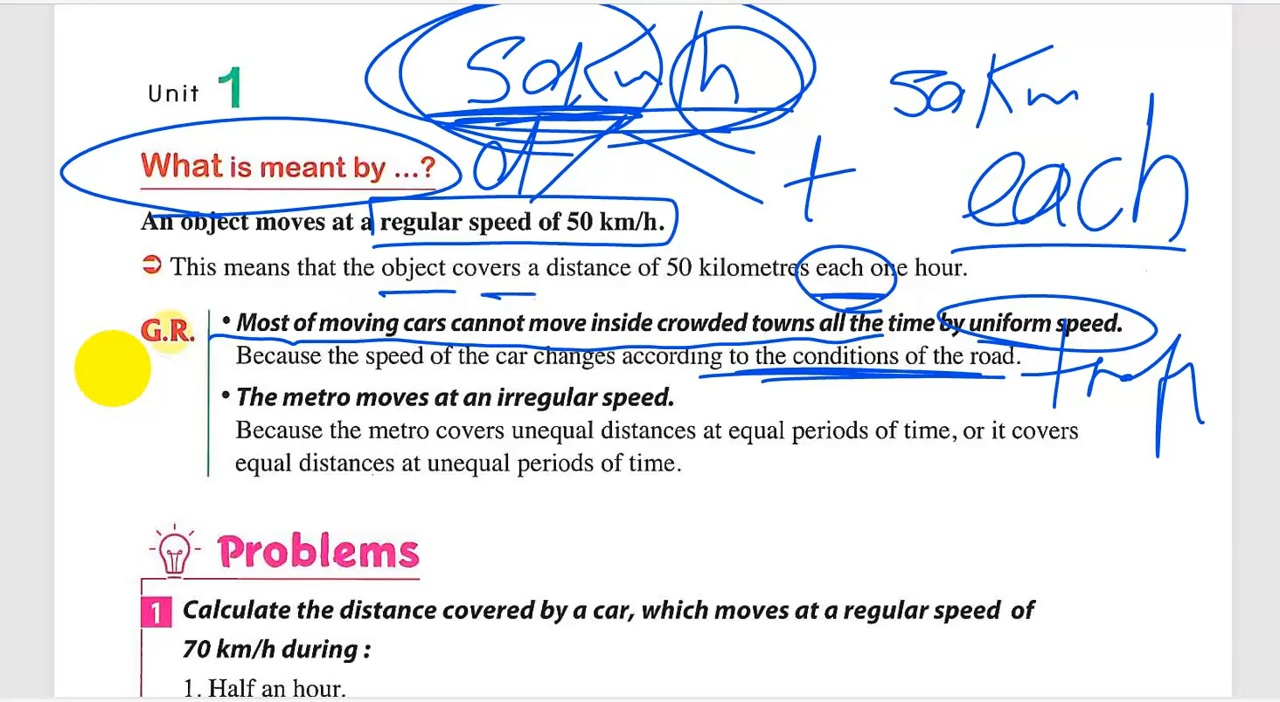 50 Km/h
50 Km
Unit 1
each
What is meant by ...?
An object moves at a regular speed of 50 km/h.
This means that the object covers a distance of 50 kilometres each one hour.
G.R.
• Most of moving cars cannot move inside crowded towns all the time by uniform speed.
Because the speed of the car changes according to the conditions of the road.
• The metro moves at an irregular speed.
Because the metro covers unequal distances at equal periods of time, or it covers
equal distances at unequal periods of time.
Problems
1 Calculate the distance covered by a car, which moves at a regular speed of
70 km/h during :
1. Half an hour.